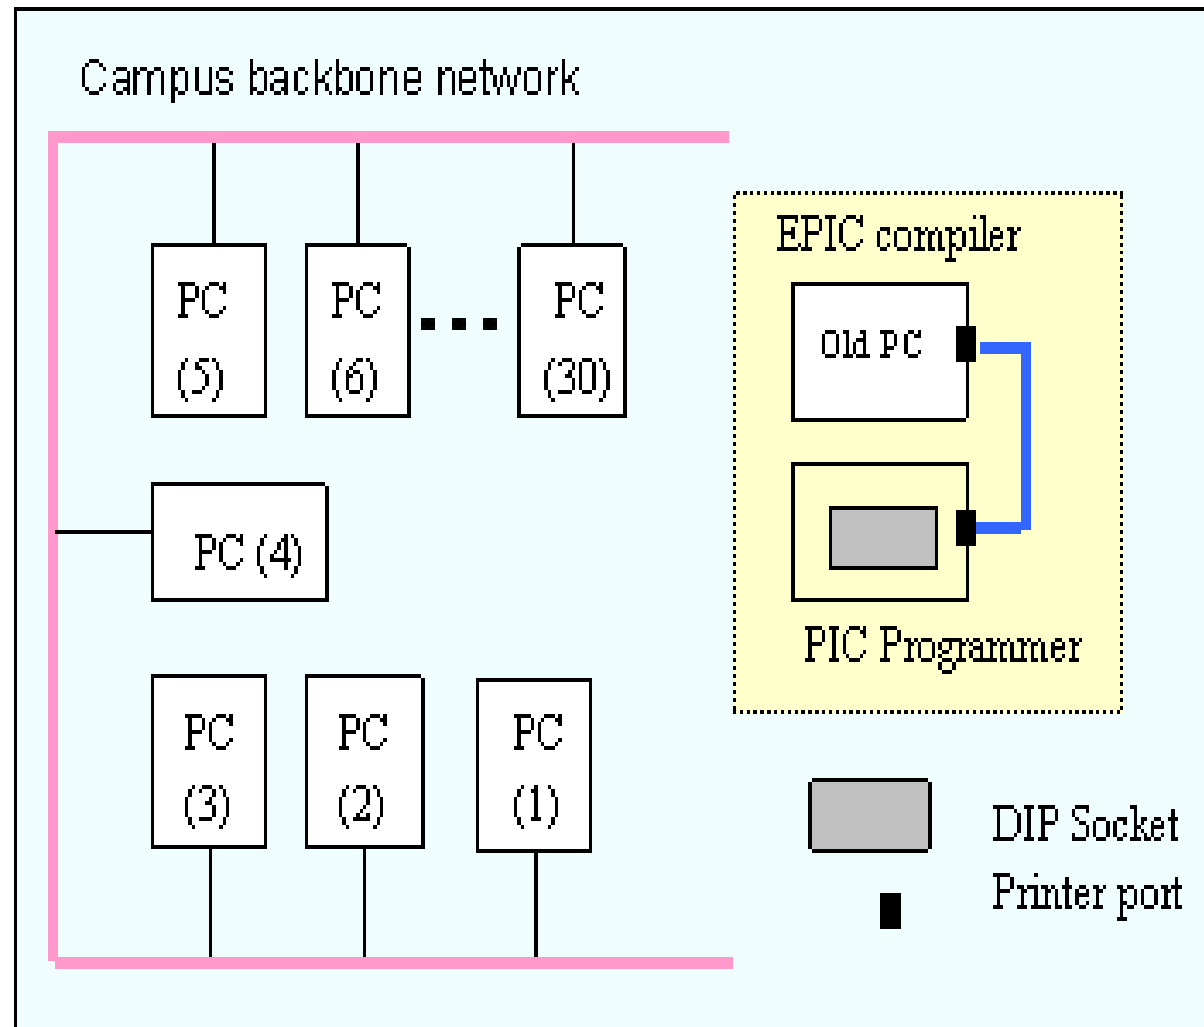 Campus backbone network
EPIC compiler
PC
(5)
PC
(6)
PC
(30)
Old PC
PC (4)
PIC Programmer
PC
(3)
PC
(2)
PC
(1)
DIP Socket
Printer port